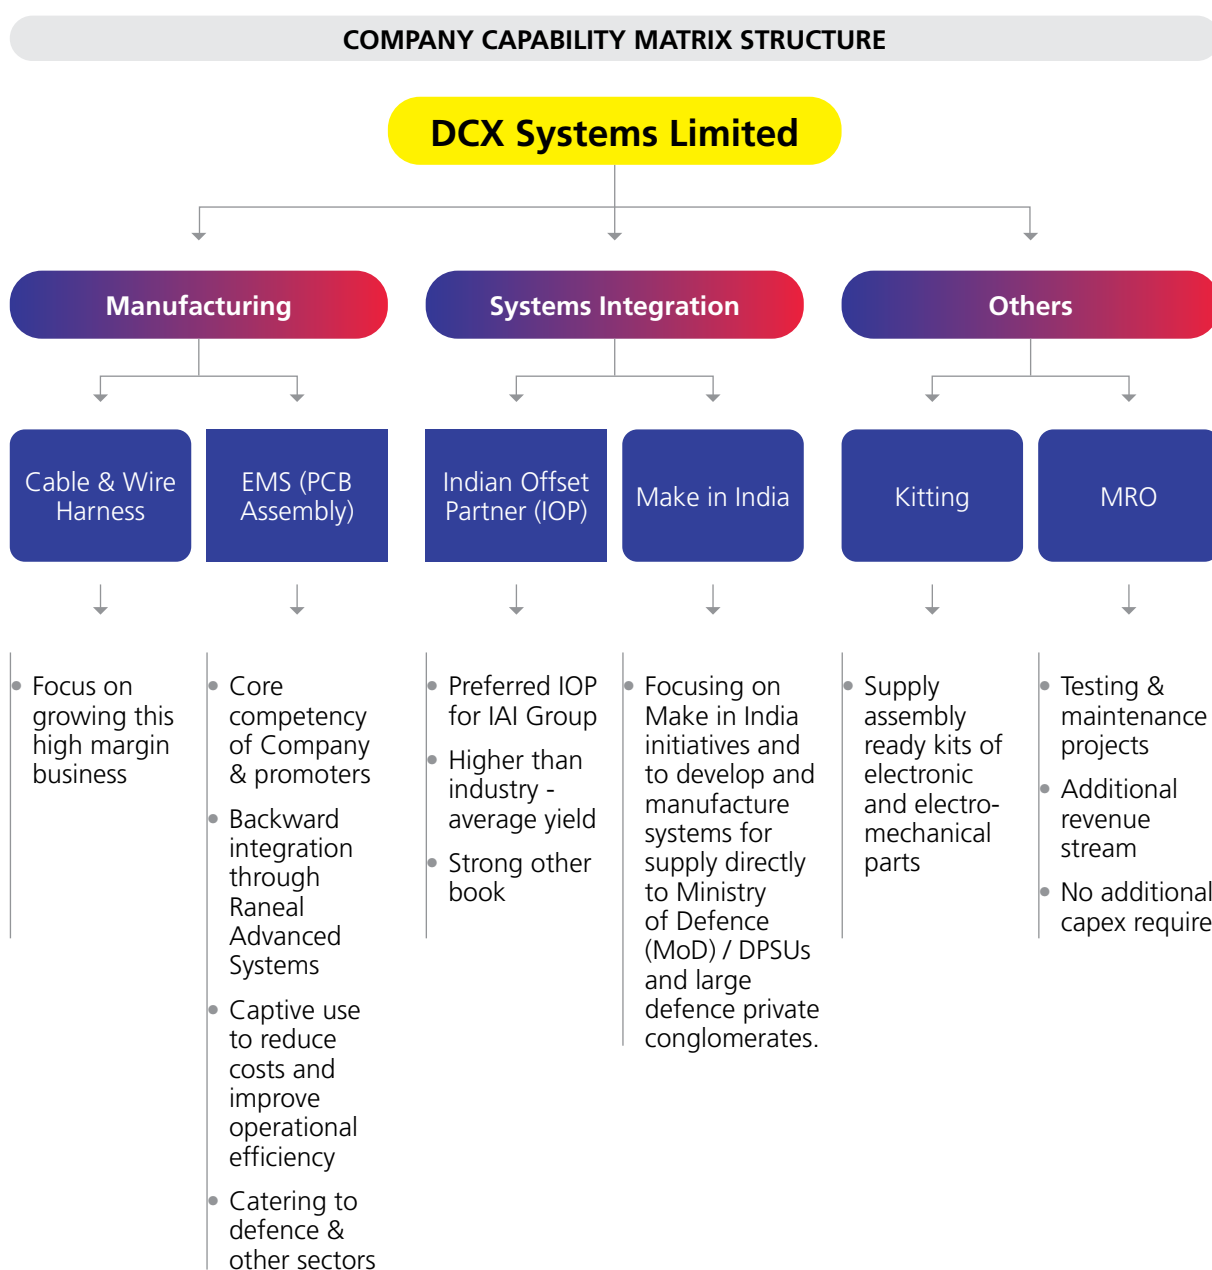 COMPANY CAPABILITY MATRIX STRUCTURE
DCX Systems Limited
Manufacturing
Systems Integration
Others
Cable & Wire
Harness
EMS (PCB
Assembly)
Indian Offset
Partner (IOP)
Make in India
Kitting
MRO
Focus on
growing this
high margin
business
Core
competency
of Company
& promoters
Backward
integration
through
Raneal
Advanced
Systems
Captive use
to reduce
costs and
improve
operational
efficiency
Catering to
defence &
other sectors
Preferred IOP
for IAI Group
Higher than
industry -
average yield
Strong other
book
Focusing on
Make in India
initiatives and
to develop and
manufacture
systems for
supply directly
to Ministry
of Defence
(MoD) / DPSUs
and large
defence private
conglomerates.
Supply
assembly
ready kits of
electronic
and electro-
mechanical
parts
Testing &
maintenance
projects
Additional
revenue
stream
No additional
capex require